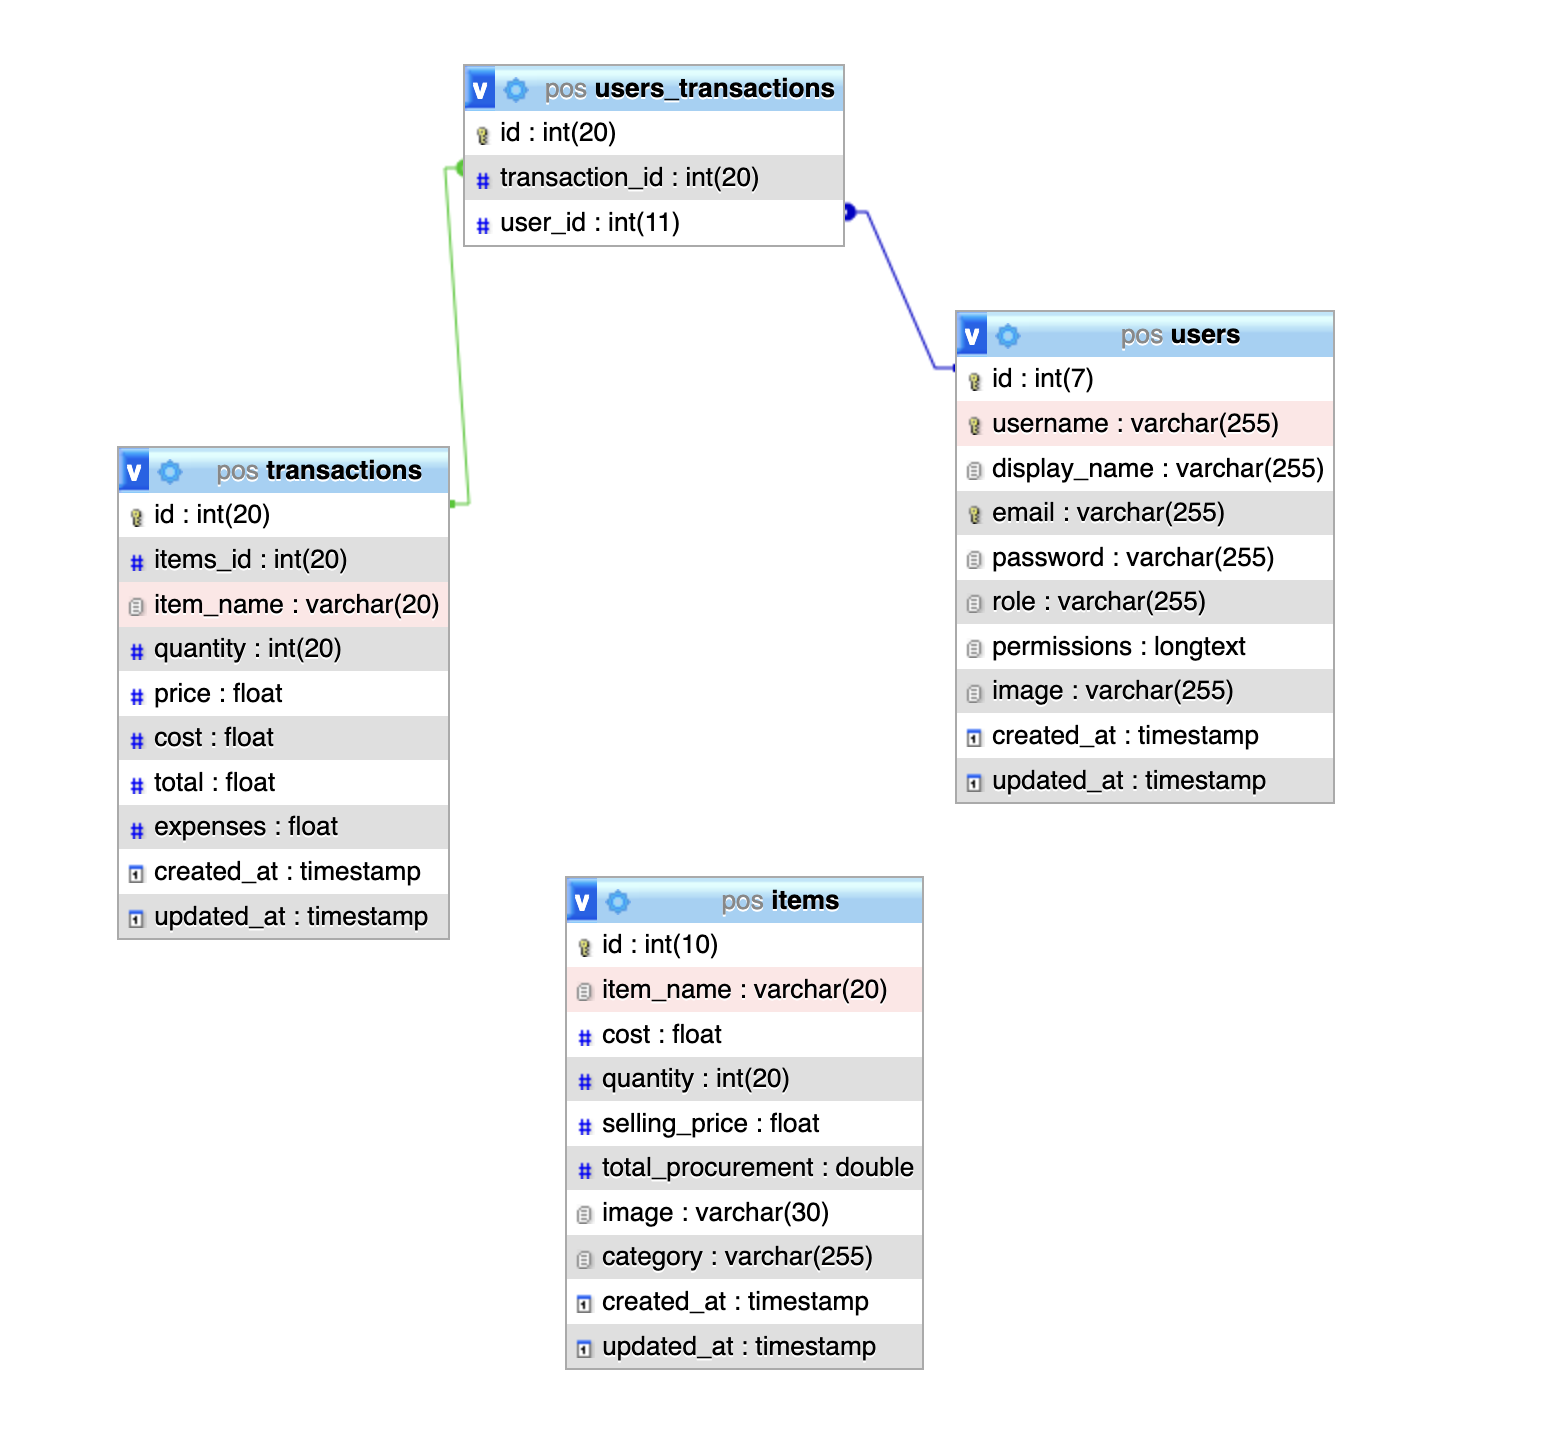 v pos users_transactions
id : int(20)
transaction_id : int(20)
user_id : int(11)
v pos users
id : int(7)
username : varchar(255)
display_name : varchar(255)
email : varchar(255)
password : varchar(255)
role : varchar(255)
permissions : longtext
image : varchar(255)
created_at : timestamp
updated_at : timestamp
v pos transactions
id : int(20)
items_id : int(20)
item_name : varchar(20)
quantity : int(20)
price : float
cost : float
total : float
expenses : float
created_at : timestamp
updated_at : timestamp
v pos items
id : int(10)
item_name : varchar(20)
cost : float
quantity : int(20)
selling_price : float
total_procurement : double
image : varchar(30)
category : varchar(255)
created_at : timestamp
updated_at : timestamp